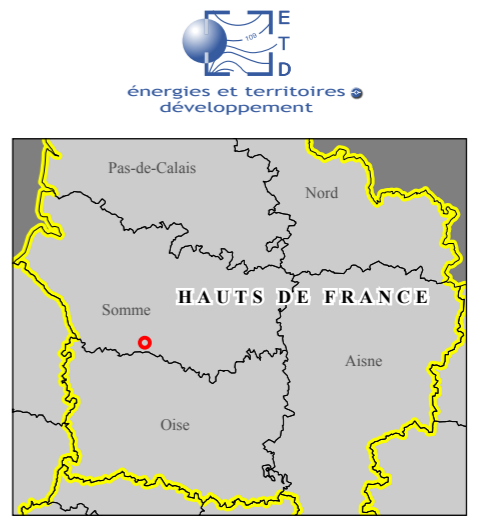 E
T
D
109
énergies et territoires
développement
Pas-de-Calais
Nord
HAUTS DE FRANCE
Somme
Aisne
Oise